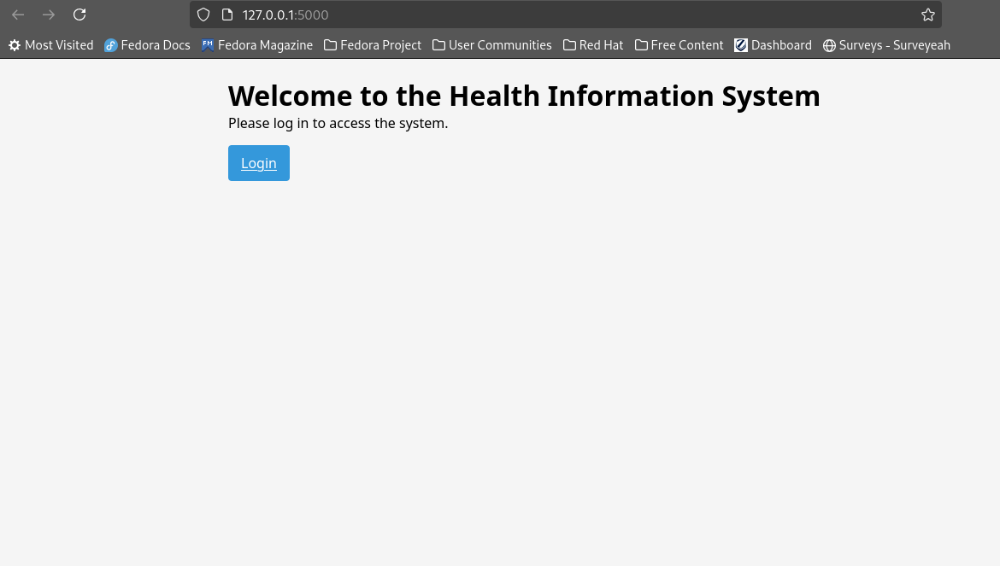 127.0.0.1:5000
Most Visited Fedora Docs FM Fedora Magazine Fedora Project User Communities Red Hat Free Content Dashboard Surveys - Surveyeah
Welcome to the Health Information System
Please log in to access the system.
Login